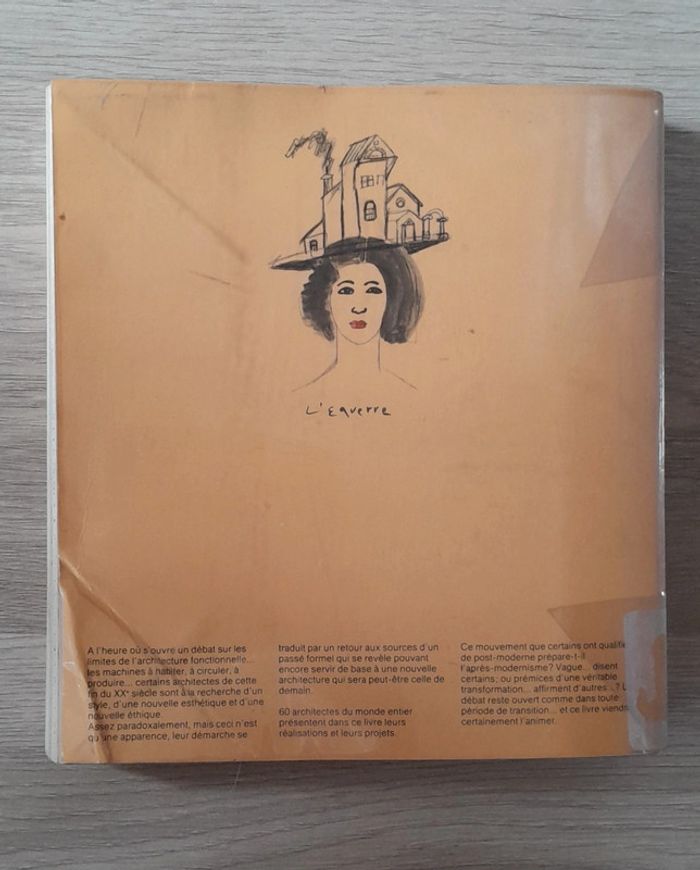 L'Equerre
A l'heure où s'ouvre un débat sur les
limites de l'architecture fonctionnelle...
les machines à habiter, à circuler, à
produire... certains architectes de cette
fin du XXe siècle sont à la recherche d'un
style, d'une nouvelle esthétique et d'une
nouvelle éthique.
Assez paradoxalement, mais ceci n'est
qu'une apparence, leur démarche se
traduit par un retour aux sources d'un
passé formel qui se revèle pouvant
encore servir de base à une nouvelle
architecture qui sera peut-être celle de
demain.
60 architectes du monde entier
présentent dans ce livre leurs
réalisations et leurs projets.
Ce mouvement que certains ont qualifié
de post-moderne prépare-t-il
l'après-modernisme? Vague... disent
certains; ou prémices d'une véritable
transformation... affirment d'autres...?
débat reste ouvert comme dans toute
période de transition... et ce livre viendra
certainement l'animer.